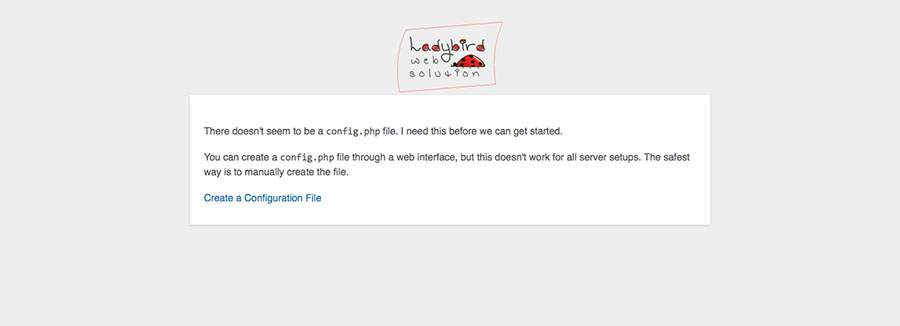 Ladybird
web
solution
There doesn't seem to be a config.php file. I need this before we can get started.
You can create a config.php file through a web interface, but this doesn't work for all server setups. The safest
way is to manually create the file.
Create a Configuration File